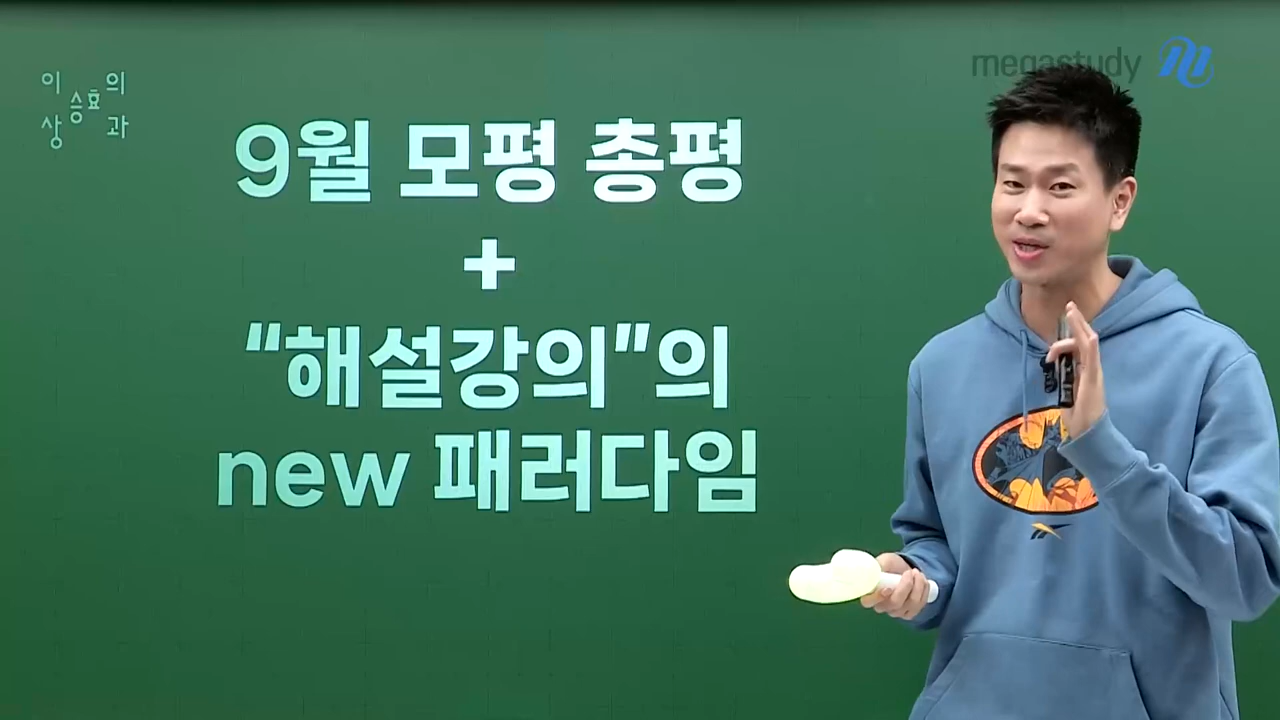 이 의
승효
상 과
megastudy
9월 모평 총평
+
“해설강의”의
new 패러다임